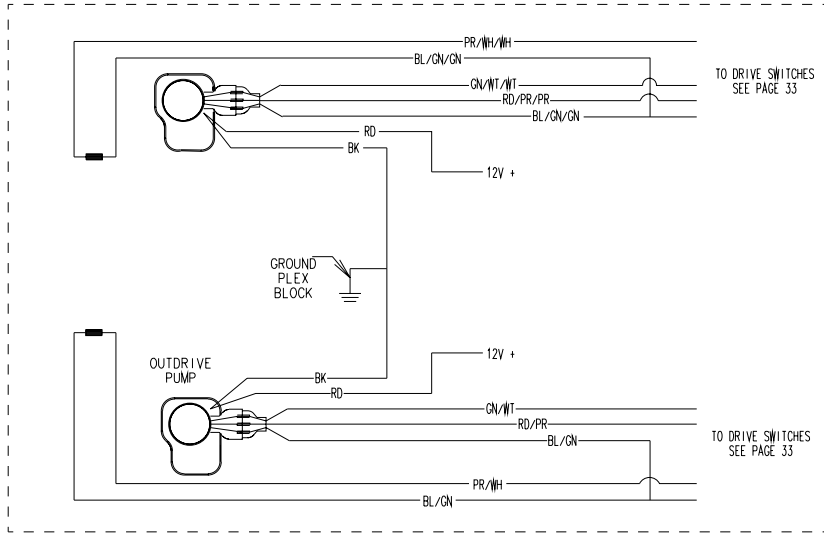 PR/WH/WH
BL/GN/GN
GN/WT/WT
TO DRIVE SWITCHES
SEE PAGE 33
RD/PR/PR
BL/GN/GN
RD
BK
12V +
GROUND
PLEX
BLOCK
12V +
OUTDRIVE
PUMP
BK
RD
GN/WT
RD/PR
BL/GN
TO DRIVE SWITCHES
SEE PAGE 33
PR/WH
BL/GN